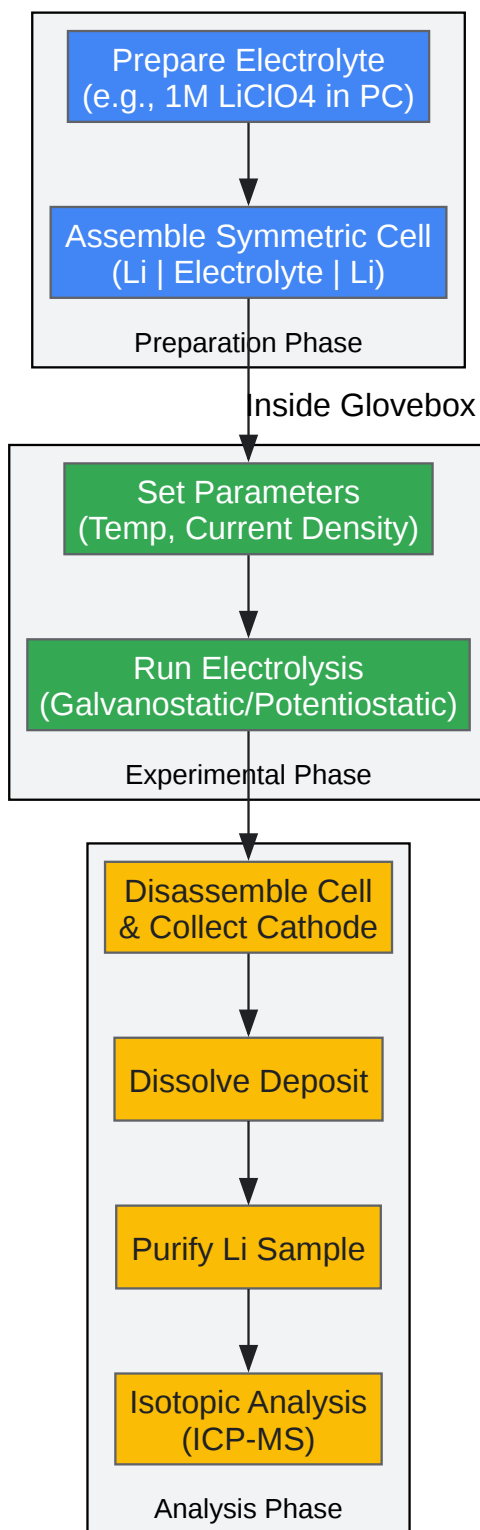 Prepare Electrolyte
(e.g., 1M LiClO4 in PC)
Assemble Symmetric Cell
(Li | Electrolyte | Li)
Preparation Phase
Inside Glovebox
Set Parameters
(Temp, Current Density)
Run Electrolysis
(Galvanostatic/Potentiostatic)
Experimental Phase
Disassemble Cell
& Collect Cathode
Dissolve Deposit
Purify Li Sample
Isotopic Analysis
(ICP-MS)
Analysis Phase